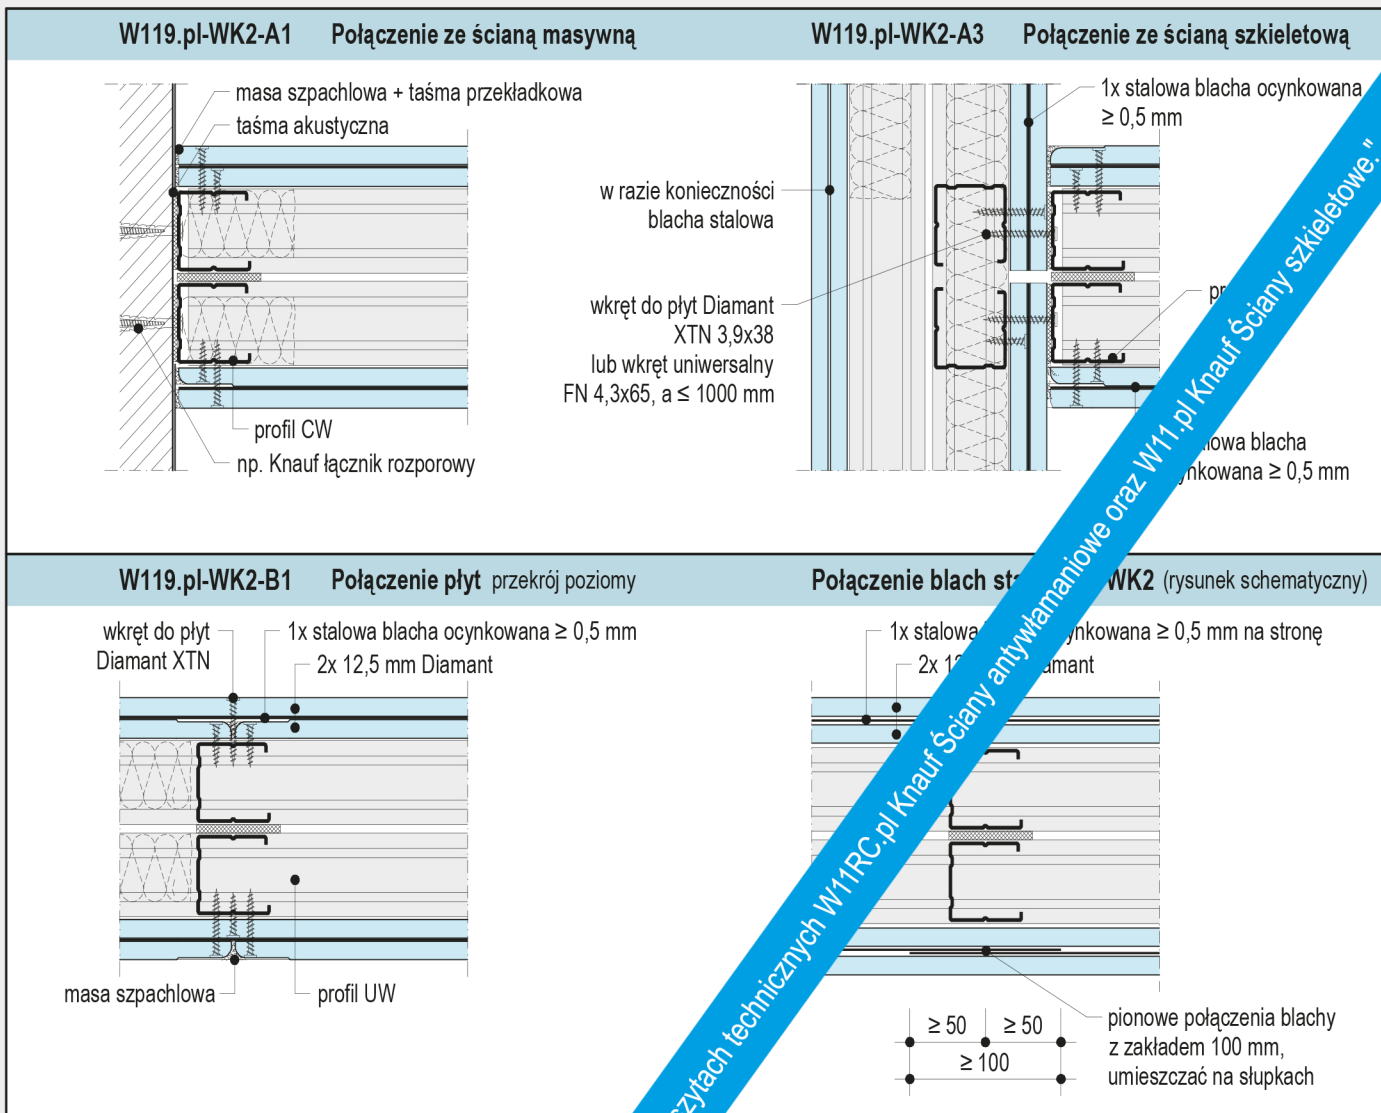 W119.pl-WK2-A1 Połączenie ze ścianą masywną
masa szpachlowa + taśma przekładkowa
taśma akustyczna
profil CW
np. Knauf łącznik rozporowy
W119.pl-WK2-A3 Połączenie ze ścianą szkieletową
1x stalowa blacha ocynkowana
≥ 0,5 mm
w razie konieczności
blacha stalowa
wkręt do płyt Diamant
XTN 3,9x38
lub wkręt uniwersalny
FN 4,3x65, a ≤ 1000 mm
blacha
≥ 0,5 mm
W119.pl-WK2-B1 Połączenie płyt przekrój poziomy
wkręt do płyt
Diamant XTN
1x stalowa blacha ocynkowana ≥ 0,5 mm
2x 12,5 mm Diamant
masa szpachlowa
profil UW
Połączenie blach WK2 (rysunek schematyczny)
1x stalowa ≥ 0,5 mm na stronę
2x
≥ 50 ≥ 50
≥ 100
pionowe połączenia blachy
z zakładem 100 mm,
umieszczać na słupkach
technicznych W11RC.pl Knauf Ściany antywłamaniowe oraz W11.pl Knauf Ściany szkieletowe."